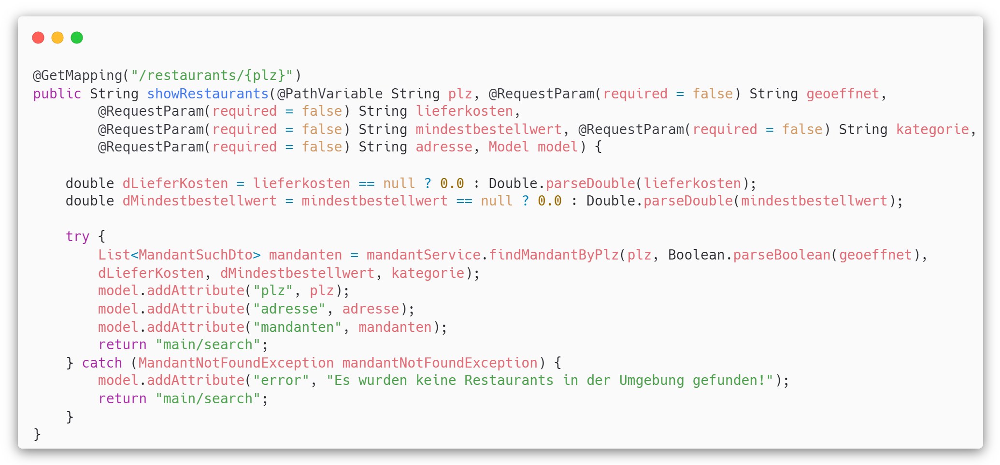 @GetMapping("/restaurants/{plz}")
public String showRestaurants(@PathVariable String plz, @RequestParam(required = false) String geoeffnet,
        @RequestParam(required = false) String lieferkosten,
        @RequestParam(required = false) String mindestbestellwert, @RequestParam(required = false) String kategorie,
        @RequestParam(required = false) String adresse, Model model) {

    double dLieferKosten = lieferkosten == null ? 0.0 : Double.parseDouble(lieferkosten);
    double dMindestbestellwert = mindestbestellwert == null ? 0.0 : Double.parseDouble(mindestbestellwert);

    try {
        List<MandantSuchDto> mandanten = mandantService.findMandantByPlz(plz, Boolean.parseBoolean(geoeffnet),
        dLieferKosten, dMindestbestellwert, kategorie);
        model.addAttribute("plz", plz);
        model.addAttribute("adresse", adresse);
        model.addAttribute("mandanten", mandanten);
        return "main/search";
    } catch (MandantNotFoundException mandantNotFoundException) {
        model.addAttribute("error", "Es wurden keine Restaurants in der Umgebung gefunden!");
        return "main/search";
    }
}